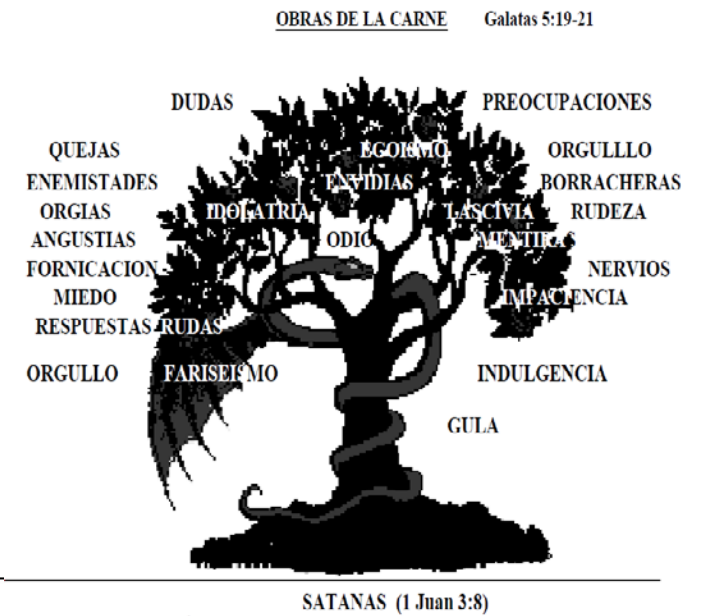 OBRAS DE LA CARNE Galatas 5:19-21
DUDAS PREOCUPACIONES
QUEJAS EGOISMO ORGULLLO
ENEMISTADES ENVIDIAS BORRACHERAS
ORGIAS IDOLATRIA LASCIVIA RUDEZA
ANGUSTIAS ODIO MENTIRAS
FORNICACION NERVIOS
MIEDO IMPACIENCIA
RESPUESTAS RUDAS
ORGULLO FARISEISMO INDULGENCIA
GULA
SATANAS (1 Juan 3:8)